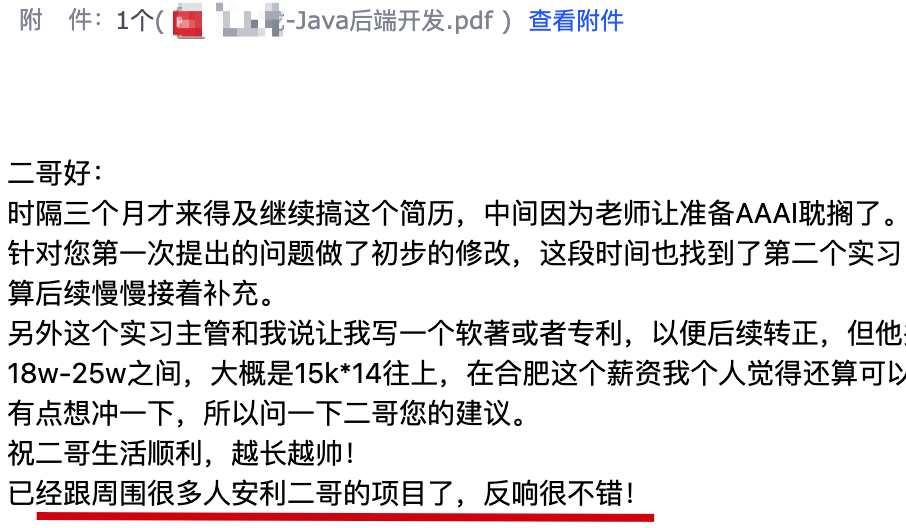 附 件：1个( -Java后端开发.pdf ) 查看附件
二哥好：
时隔三个月才来得及继续搞这个简历，中间因为老师让准备AAAI耽搁了。
针对您第一次提出的问题做了初步的修改，这段时间也找到了第二个实习
算后续慢慢接着补充。
另外这个实习主管和我说让我写一个软著或者专利，以便后续转正，但他
18w-25w之间，大概是15k*14往上，在合肥这个薪资我个人觉得还算可以
有点想冲一下，所以问一下二哥您的建议。
祝二哥生活顺利，越长越帅！
已经跟周围很多人安利二哥的项目了，反响很不错！